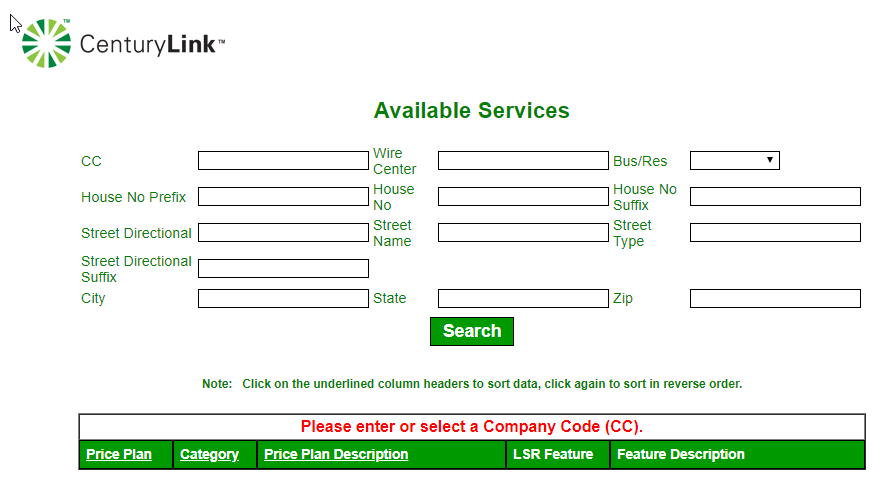 CenturyLink™
Available Services
CC Wire Center Bus/Res
House No Prefix House No House No Suffix
Street Directional Street Name Street Type
Street Directional Suffix
City State Zip
Search
Note: Click on the underlined column headers to sort data, click again to sort in reverse order.
Please enter or select a Company Code (CC).
Price Plan Category Price Plan Description LSR Feature Feature Description